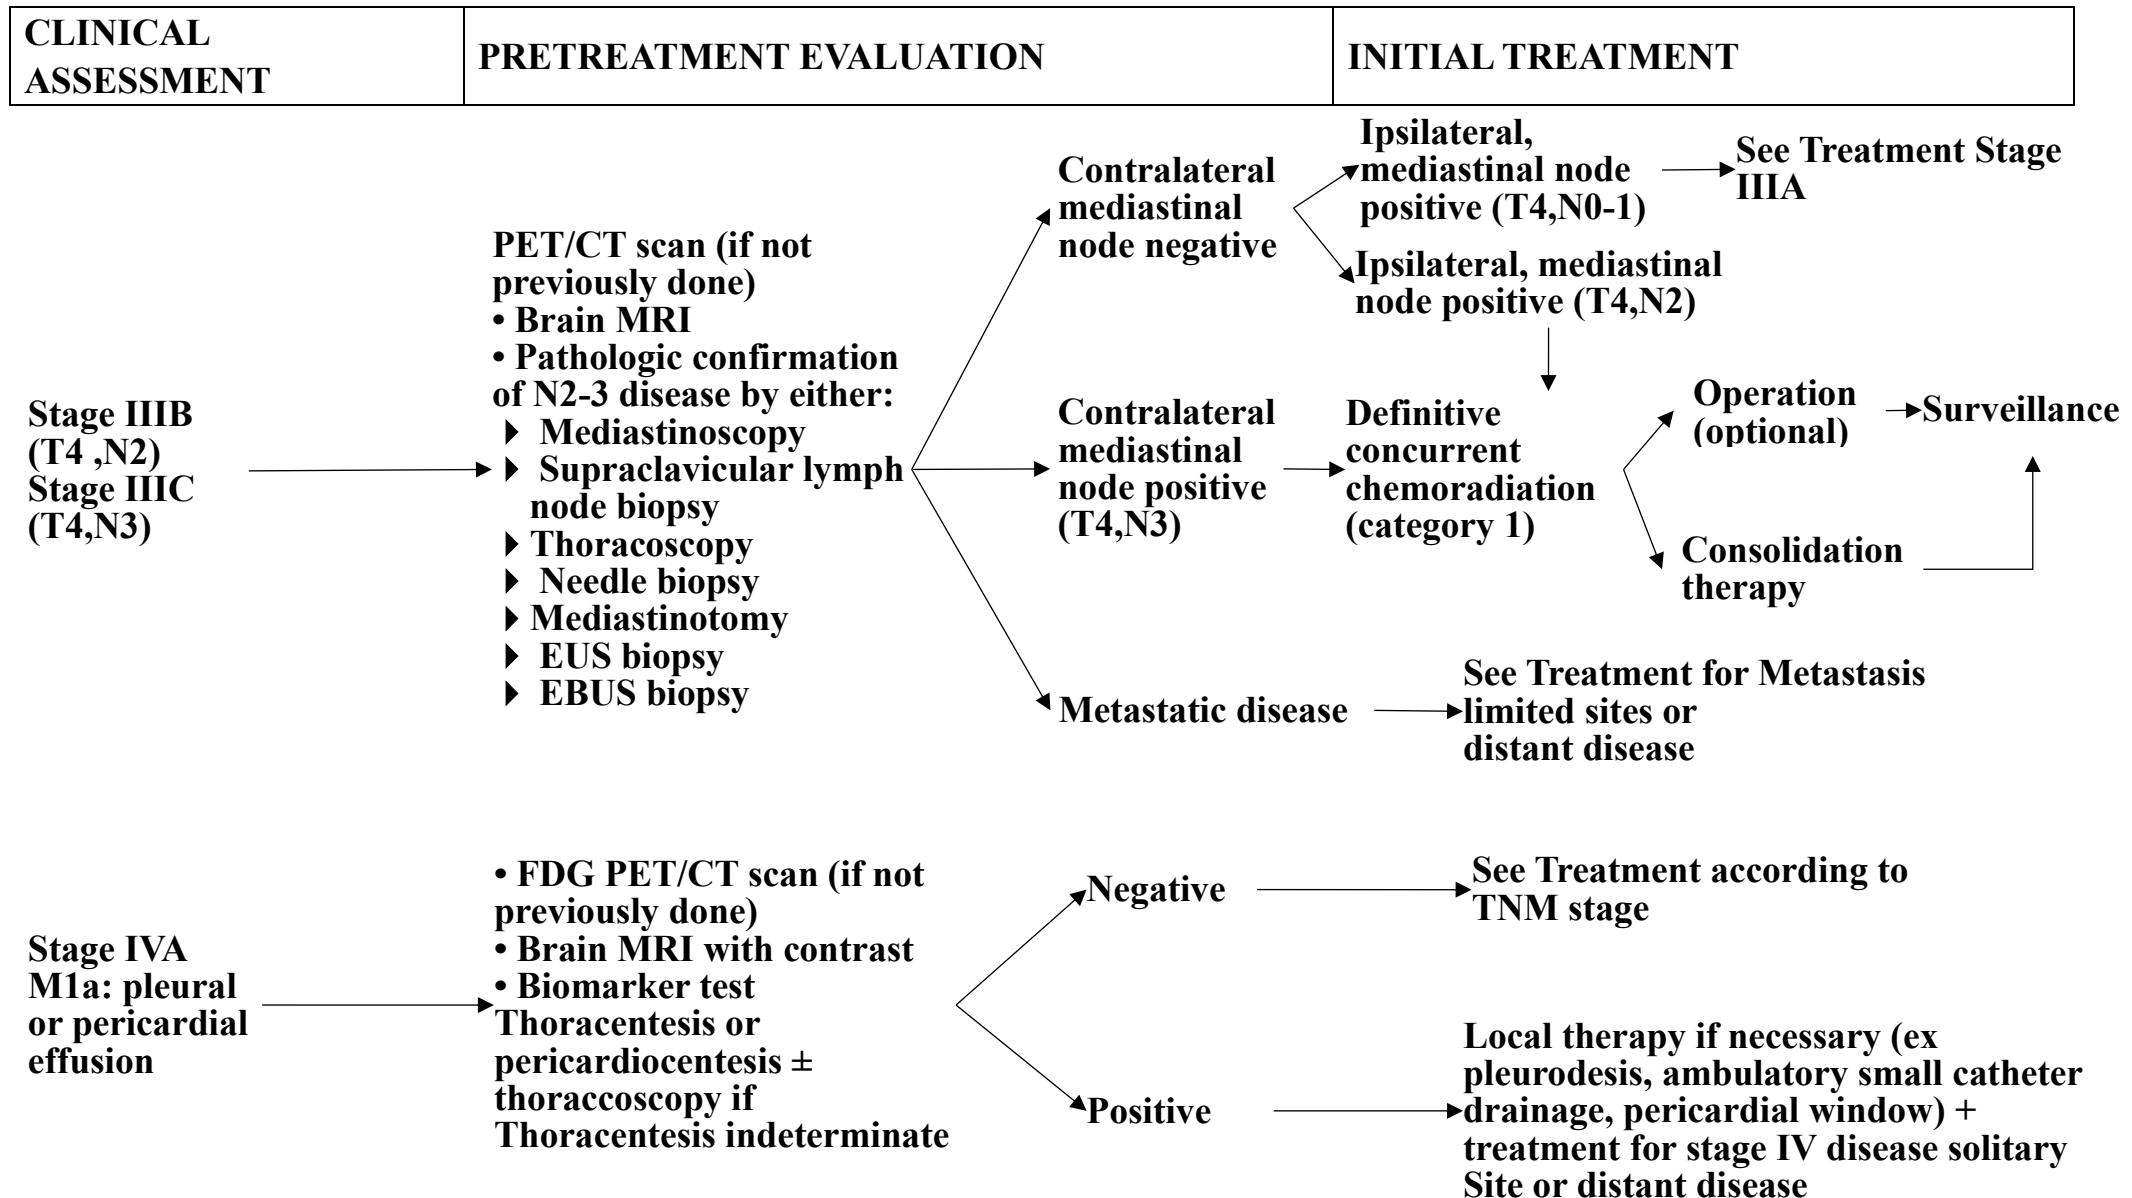 CLINICAL
ASSESSMENT
PRETREATMENT EVALUATION
INITIAL TREATMENT
Stage IIIB
(T4 ,N2)
Stage IIIC
(T4,N3)
PET/CT scan (if not
previously done)
• Brain MRI
• Pathologic confirmation
of N2-3 disease by either:
Mediastinoscopy
Supraclavicular lymph
node biopsy
Thoracoscopy
Needle biopsy
Mediastinotomy
EUS biopsy
EBUS biopsy
Contralateral
mediastinal
node negative
Ipsilateral,
mediastinal node
positive (T4,N0-1)
See Treatment Stage
IIIA
Ipsilateral, mediastinal
node positive (T4,N2)
Contralateral
mediastinal
node positive
(T4,N3)
Definitive
concurrent
chemoradiation
(category 1)
Operation
(optional)
Surveillance
Consolidation
therapy
Metastatic disease
See Treatment for Metastasis
limited sites or
distant disease
Stage IVA
M1a: pleural
or pericardial
effusion
• FDG PET/CT scan (if not
previously done)
• Brain MRI with contrast
• Biomarker test
Thoracentesis or
pericardiocentesis ±
thoraccoscopy if
Thoracentesis indeterminate
Negative
See Treatment according to
TNM stage
Positive
Local therapy if necessary (ex
pleurodesis, ambulatory small catheter
drainage, pericardial window) +
treatment for stage IV disease solitary
Site or distant disease